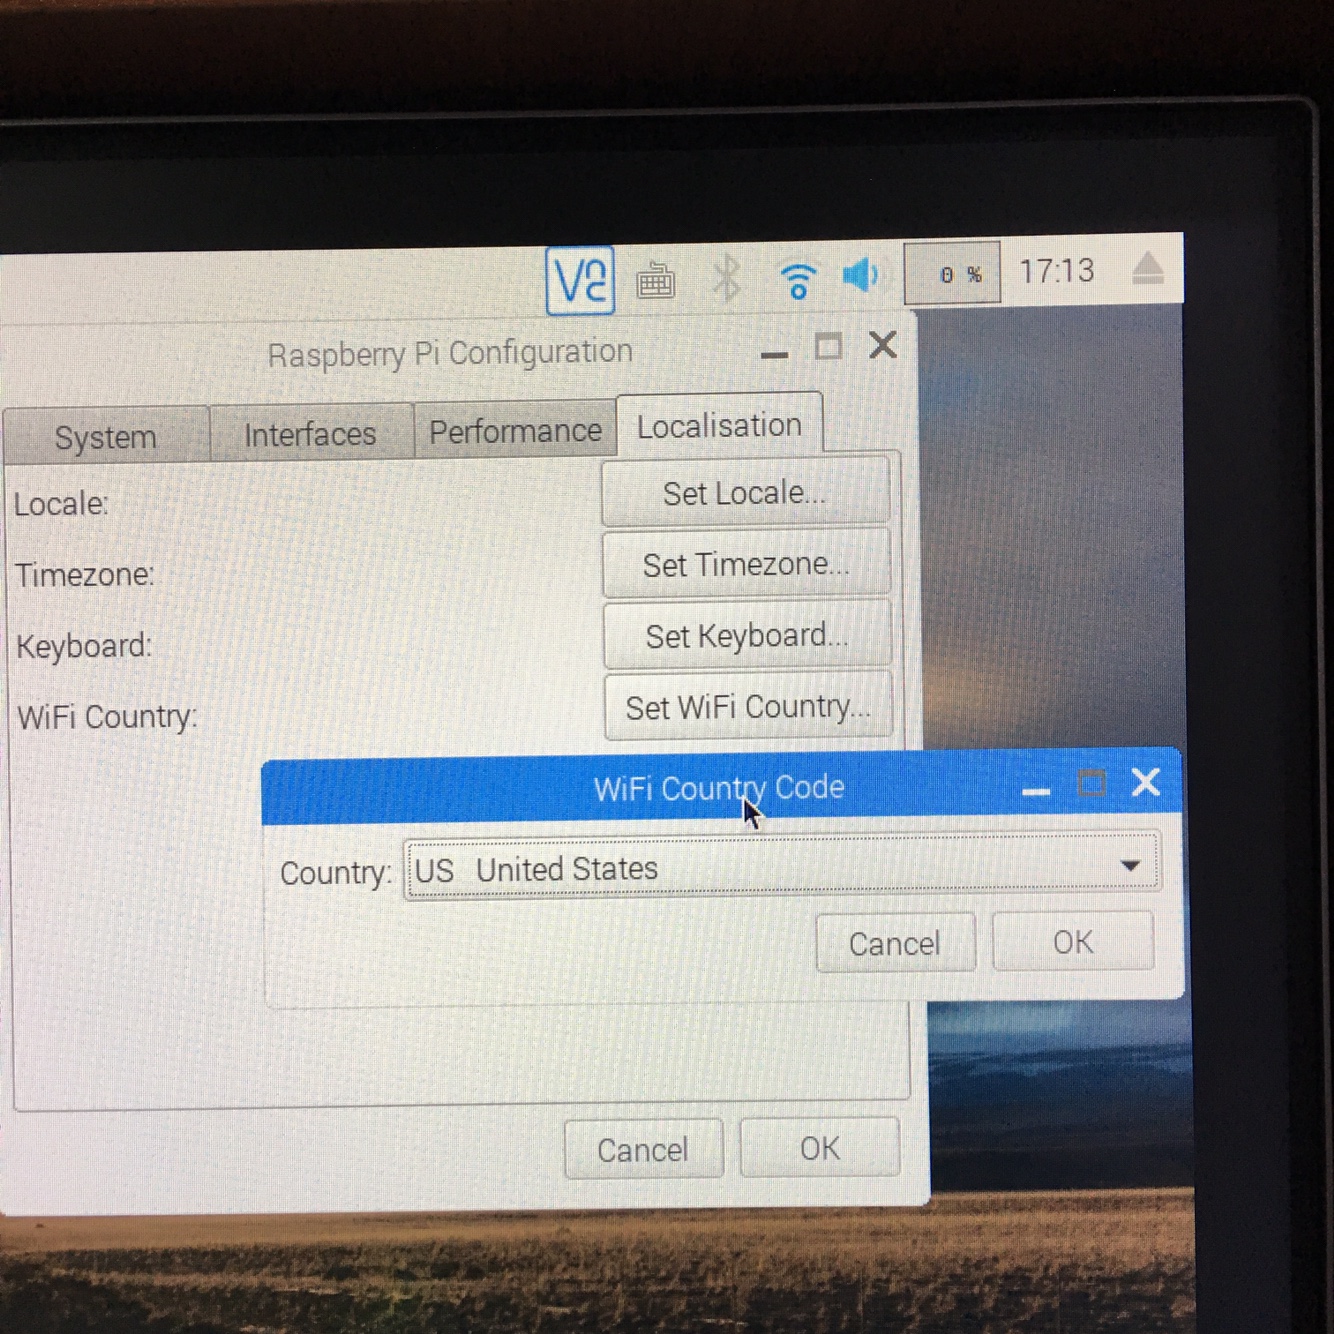 V2 0 % 17:13
Raspberry Pi Configuration
System Interfaces Performance Localisation
Locale: Set Locale...
Timezone: Set Timezone...
Keyboard: Set Keyboard...
WiFi Country: Set WiFi Country...
WiFi Country Code
Country: US United States
Cancel OK
Cancel OK